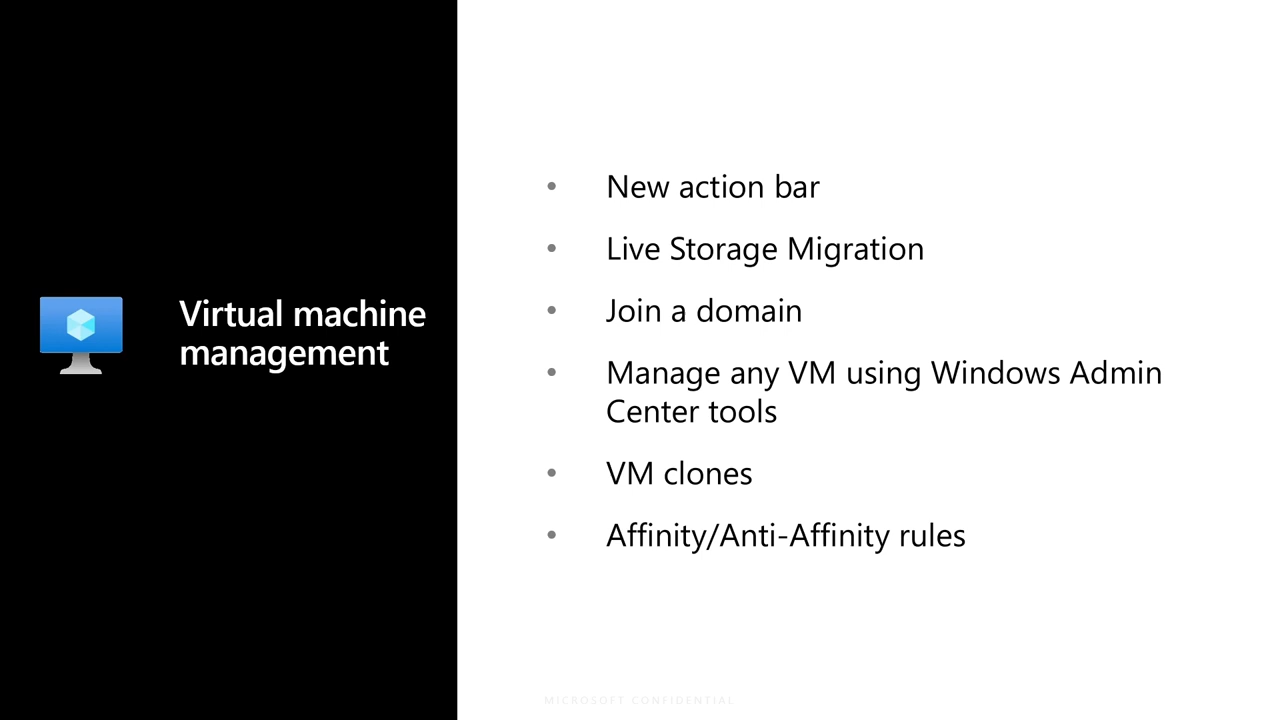 Virtual machine
management
• New action bar
• Live Storage Migration
• Join a domain
• Manage any VM using Windows Admin
Center tools
• VM clones
• Affinity/Anti-Affinity rules
MICROSOFT CONFIDENTIAL